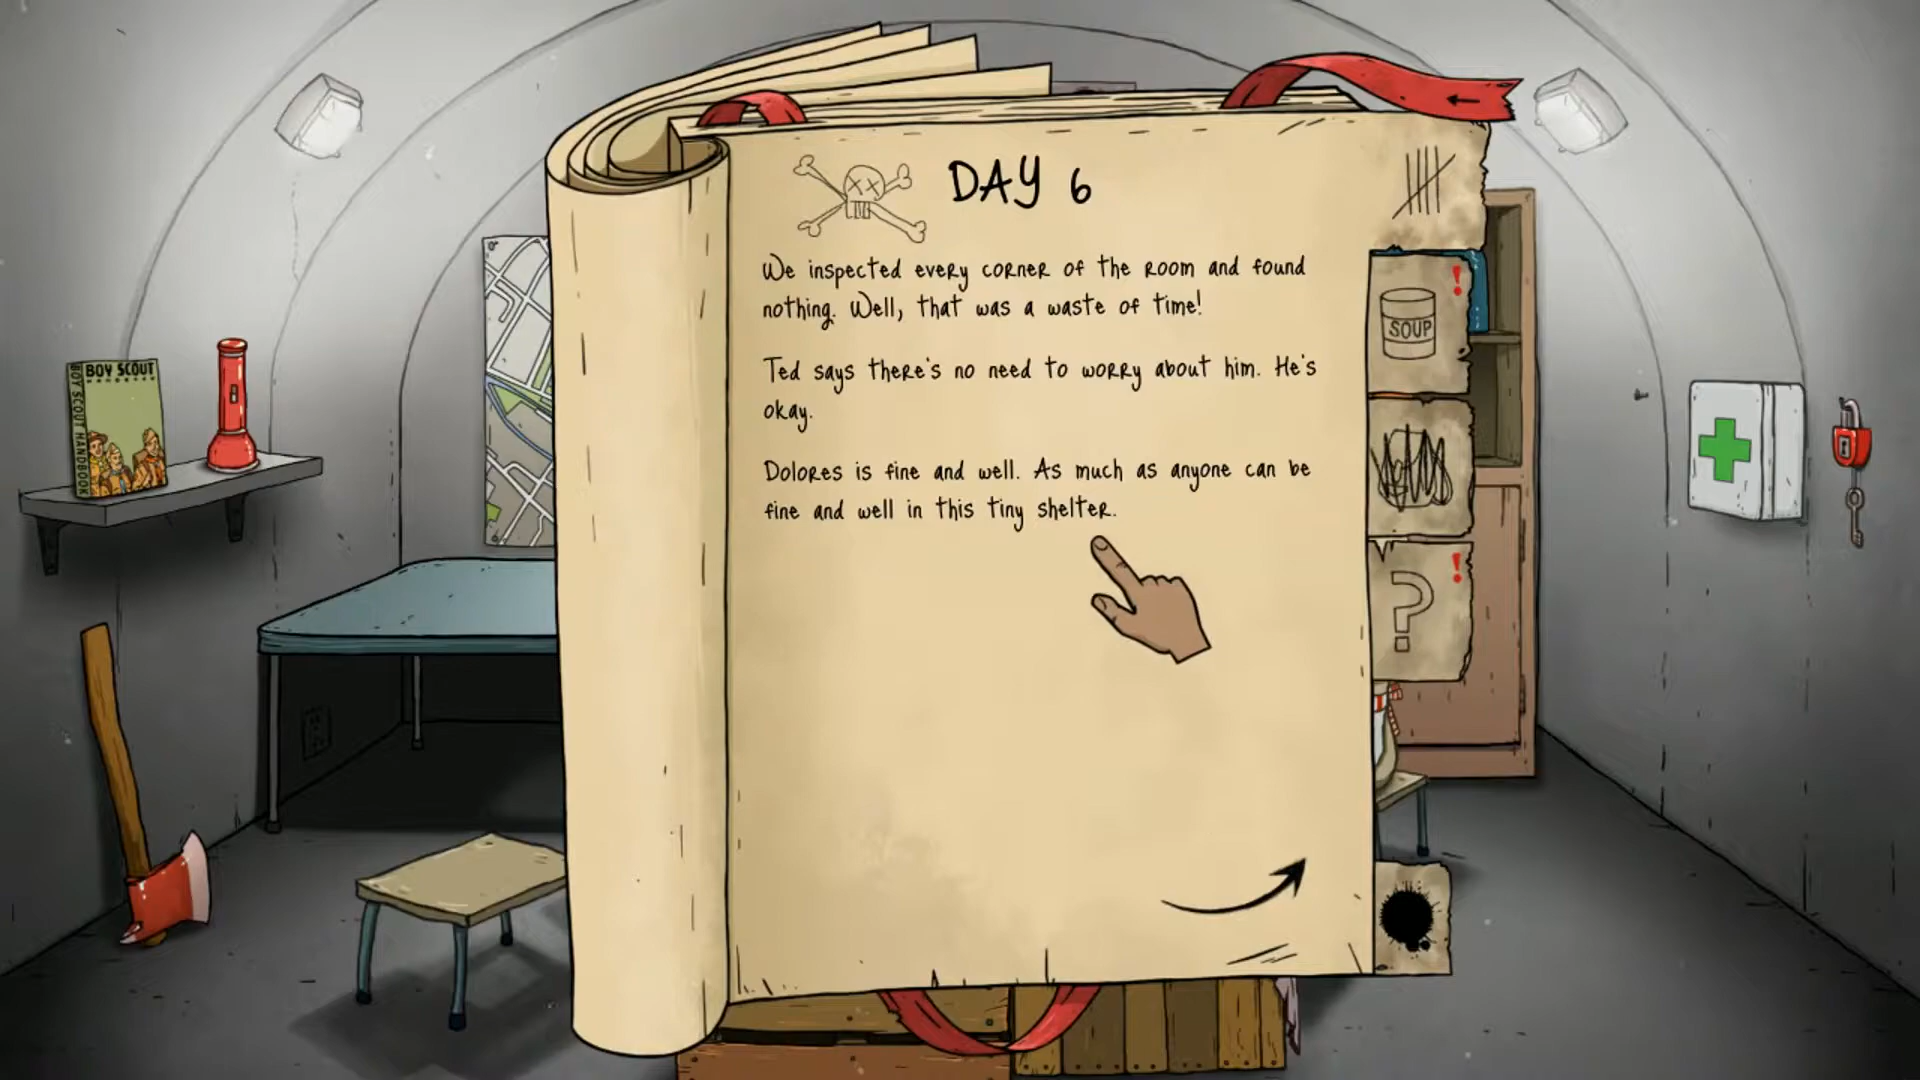 DAY 6
We inspected every corner of the room and found
nothing. Well, that was a waste of time!
Ted says there's no need to worry about him. He's
okay.
Dolores is fine and well. As much as anyone can be
fine and well in this tiny shelter.
!
SOUP
!
?
BOY SCOUT
BOY SCOUT HANDBOOK